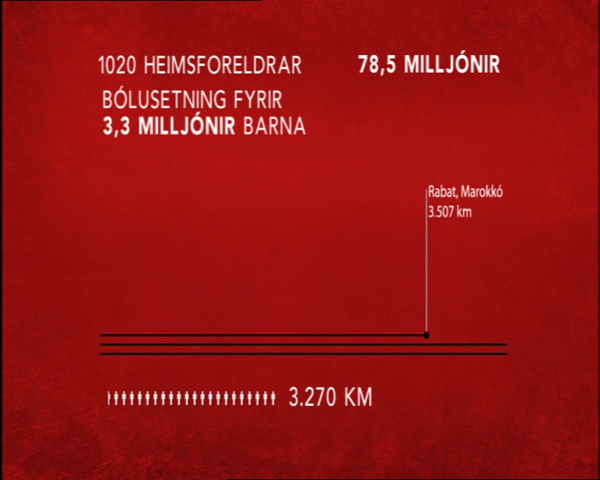 1020 HEIMSFORELDRAR 78,5 MILLJÓNIR
BÓLUSETNING FYRIR
3,3 MILLJÓNIR BARNA
Rabat, Marokkó
3.507 km
3.270 KM